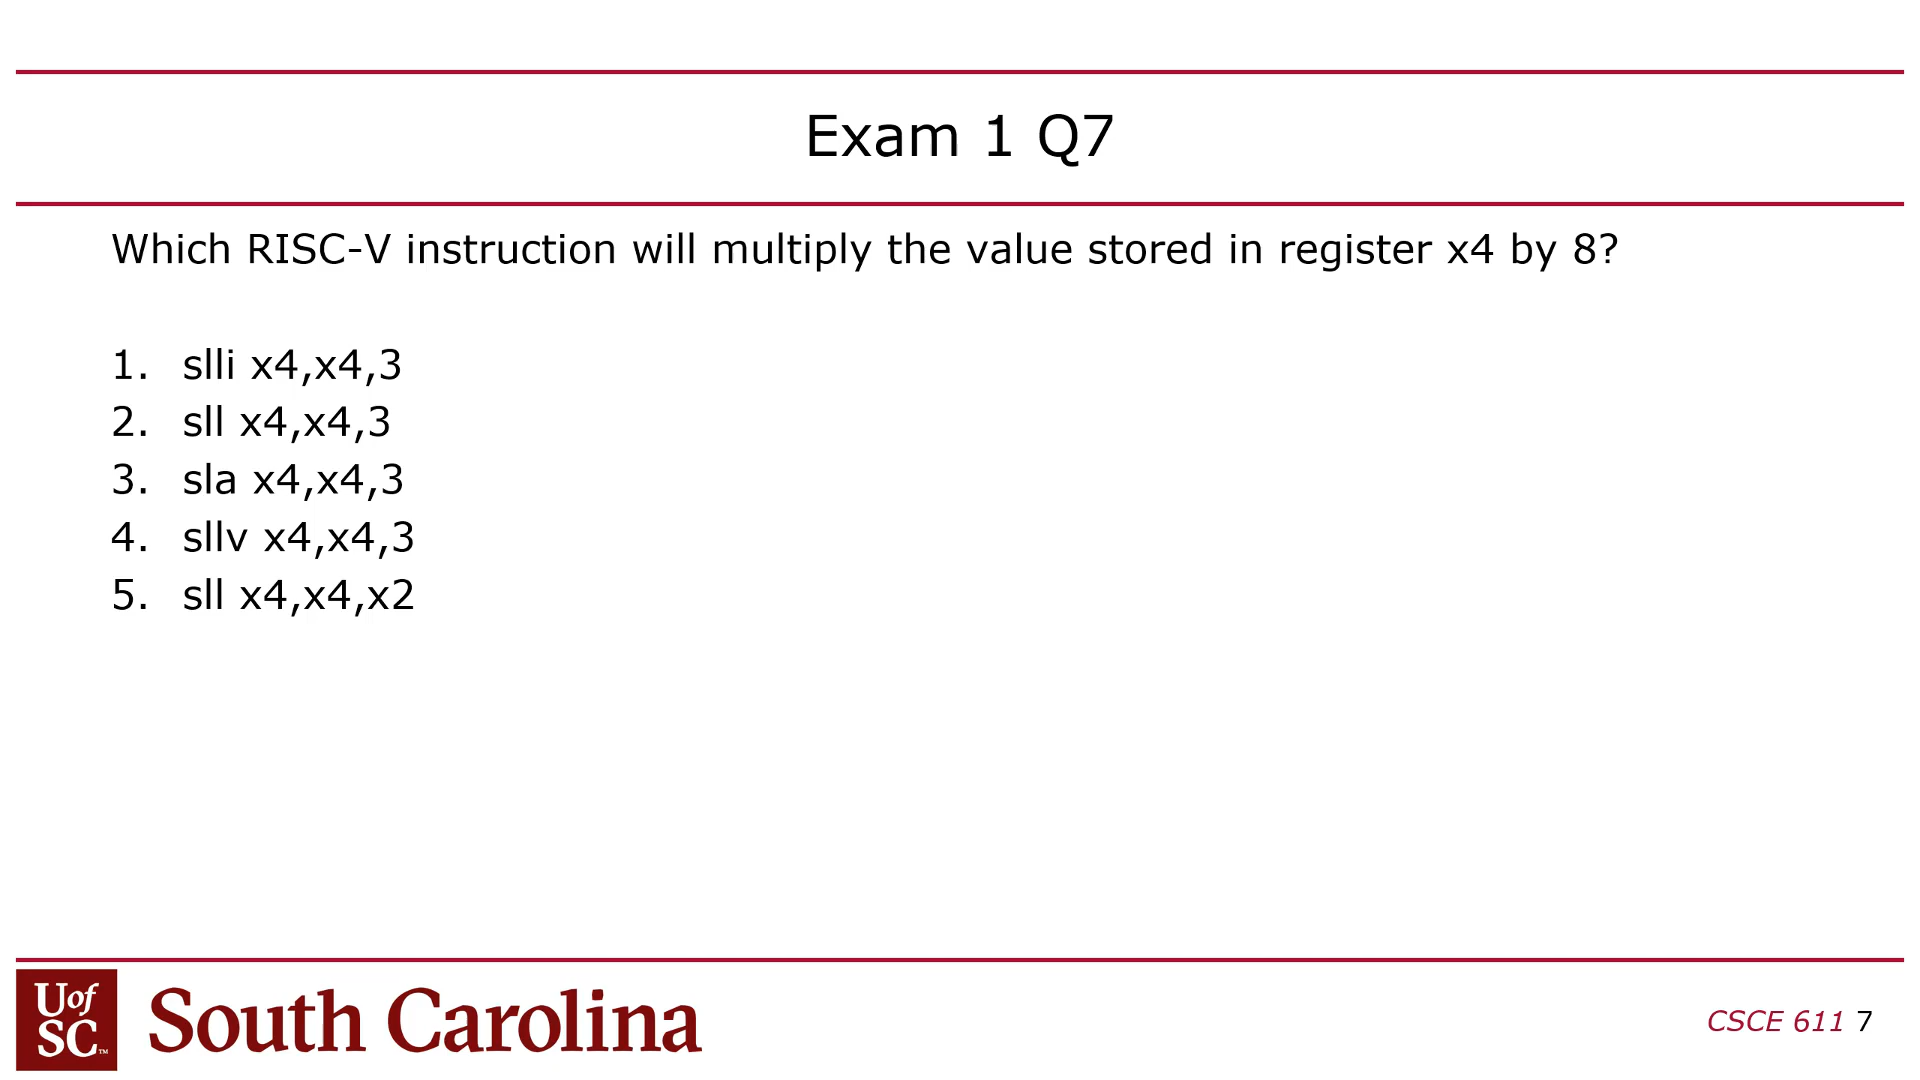 Exam 1 Q7
Which RISC-V instruction will multiply the value stored in register x4 by 8?
1. slli x4,x4,3
2. sll x4,x4,3
3. sla x4,x4,3
4. sllv x4,x4,3
5. sll x4,x4,x2
U of
SC™
South Carolina
CSCE 611 7